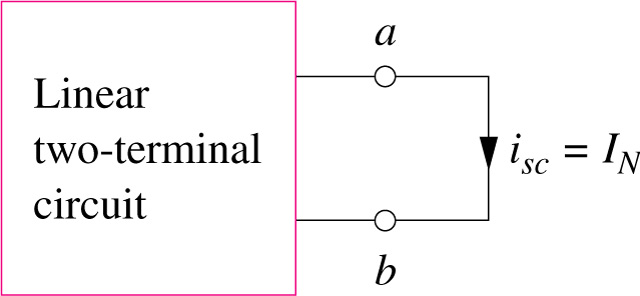 a
Linear
two-terminal
circuit
i_sc = I_N
b